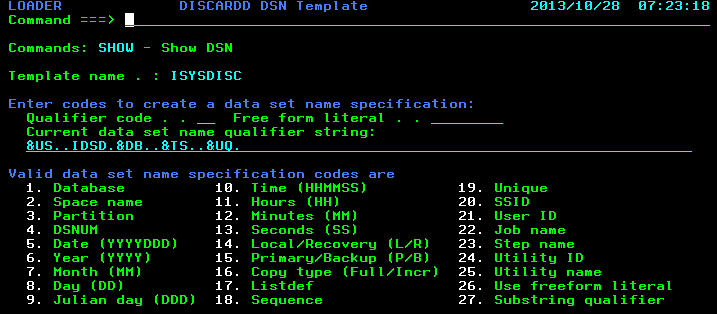 LOADER DISCARDD DSN Template 2013/10/28 07:23:18
Command ===>
Commands: SHOW - Show DSN
Template name . : ISYSDISC
Enter codes to create a data set name specification:
Qualifier code . . __ Free form literal . . ________
Current data set name qualifier string:
&US..IDSD.&DB..&TS..&UQ.
Valid data set name specification codes are
1. Database 10. Time (HHMMSS) 19. Unique
2. Space name 11. Hours (HH) 20. SSID
3. Partition 12. Minutes (MM) 21. User ID
4. DSNUM 13. Seconds (SS) 22. Job name
5. Date (YYYYDDD) 14. Local/Recovery (L/R) 23. Step name
6. Year (YYYY) 15. Primary/Backup (P/B) 24. Utility ID
7. Month (MM) 16. Copy type (Full/Incr) 25. Utility name
8. Day (DD) 17. Listdef 26. Use freeform literal
9. Julian day (DDD) 18. Sequence 27. Substring qualifier